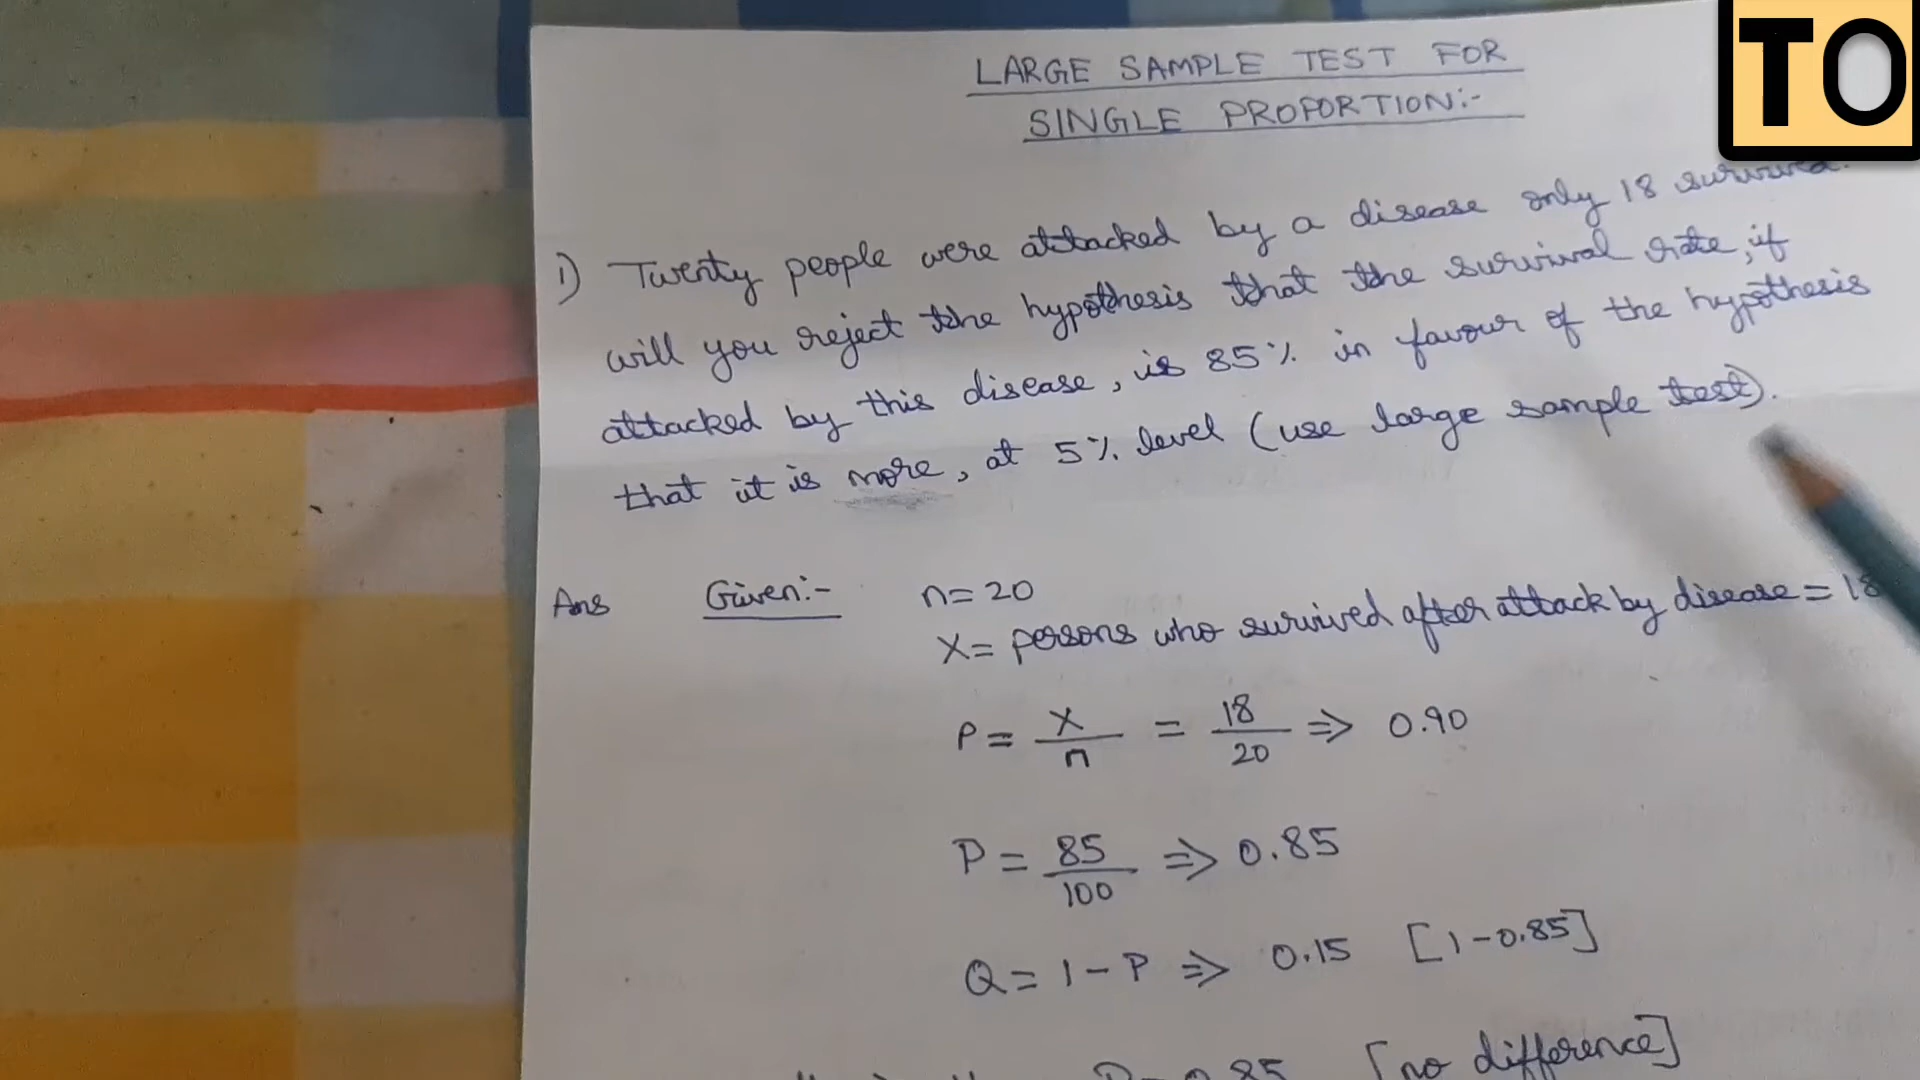 TO
LARGE SAMPLE TEST FOR
SINGLE PROPORTION:-
1) Twenty people were attacked by a disease only 18 survived.
will you reject the hypothesis that the survival rate, if
attacked by this disease, is 85% in favour of the hypothesis
that it is more, at 5% level (use large sample test).
Ans Given:- n=20
X= persons who survived after attack by disease = 18
P = X/n = 18/20 ⇒ 0.90
P = 85/100 ⇒ 0.85
Q = 1 - P ⇒ 0.15 [1-0.85]
P=0.85 [no difference]